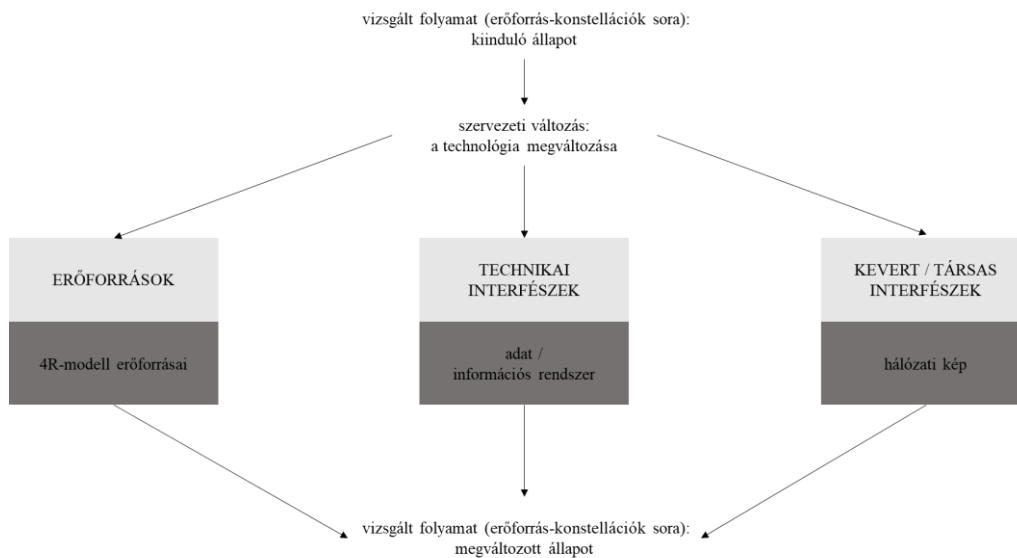 vizsgált folyamat (erőforrás-konstellációk sora):
kiinduló állapot
szervezeti változás:
a technológia megváltozása
ERŐFORRÁSOK
4R-modell erőforrásai
TECHNIKAI
INTERFÉSZEK
adat /
információs rendszer
KEVERT / TÁRSAS
INTERFÉSZEK
hálózati kép
vizsgált folyamat (erőforrás-konstellációk sora):
megváltozott állapot